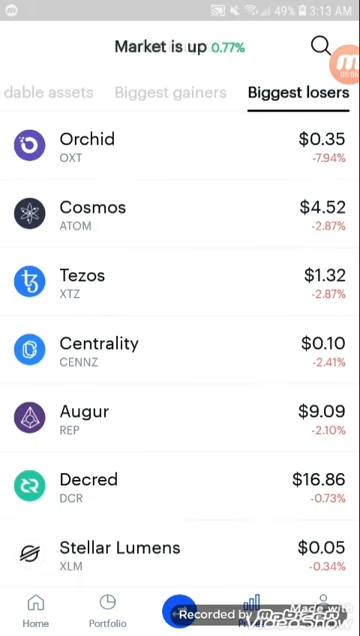 49% 3:13 AM
Market is up 0.77%
05:56
dable assets Biggest gainers Biggest losers
Orchid $0.35
OXT -7.94%
Cosmos $4.52
ATOM -2.87%
Tezos $1.32
XTZ -2.87%
Centrality $0.10
CENNZ -2.41%
Augur $9.09
REP -2.10%
Decred $16.86
DCR -0.73%
Stellar Lumens $0.05
XLM -0.34%
Made with
Recorded by
VideoShow
Home Portfolio